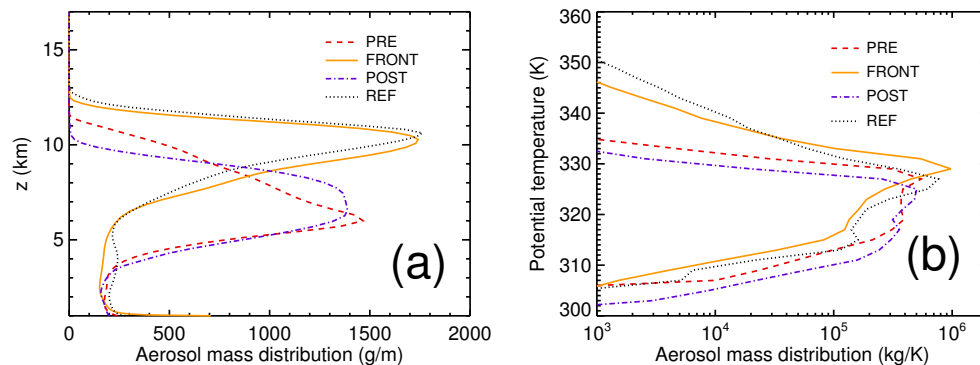 z (km)
15
10
5
0
500
1000
1500
2000
Aerosol mass distribution (g/m)
PRE
FRONT
POST
REF
(a)
Potential temperature (K)
360
350
340
330
320
310
300
10³
10⁴
10⁵
10⁶
Aerosol mass distribution (kg/K)
PRE
FRONT
POST
REF
(b)